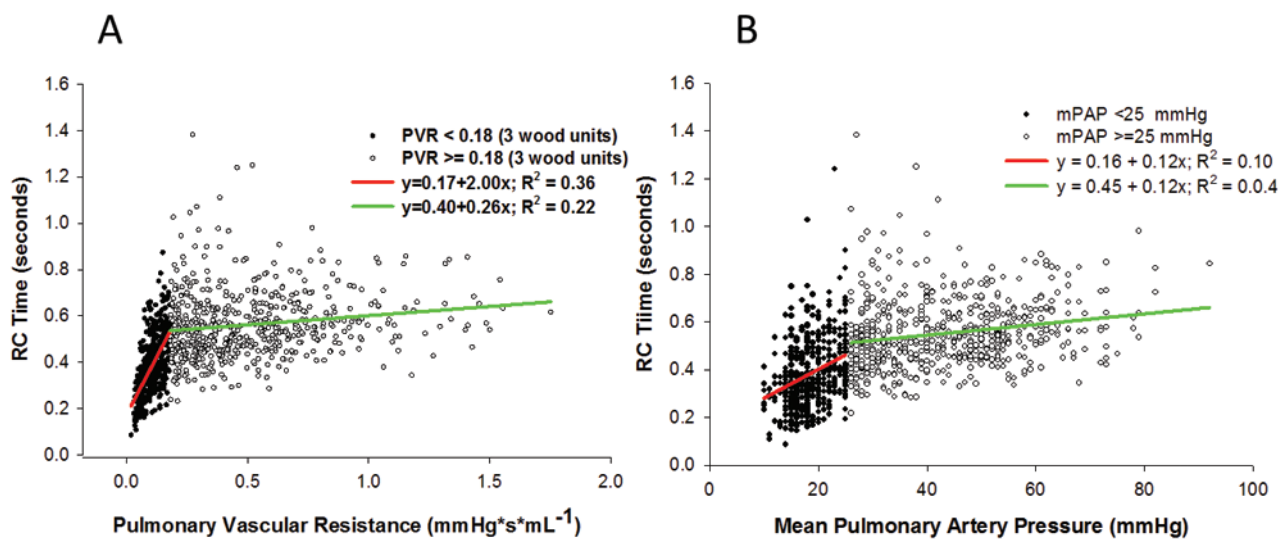 A
1.6
1.4
1.2
1.0
0.8
0.6
0.4
0.2
0.0
RC Time (seconds)
PVR < 0.18 (3 wood units)
PVR >= 0.18 (3 wood units)
y=0.17+2.00x; R² = 0.36
y=0.40+0.26x; R² = 0.22
0.0 0.5 1.0 1.5 2.0
Pulmonary Vascular Resistance (mmHg*s*mL⁻¹)
B
1.6
1.4
1.2
1.0
0.8
0.6
0.4
0.2
0.0
RC Tiime (seconds)
mPAP <25 mmHg
mPAP >=25 mmHg
y = 0.16 + 0.12x; R² = 0.10
y = 0.45 + 0.12x; R² = 0.0.4
0 20 40 60 80 100
Mean Pulmonary Artery Pressure (mmHg)